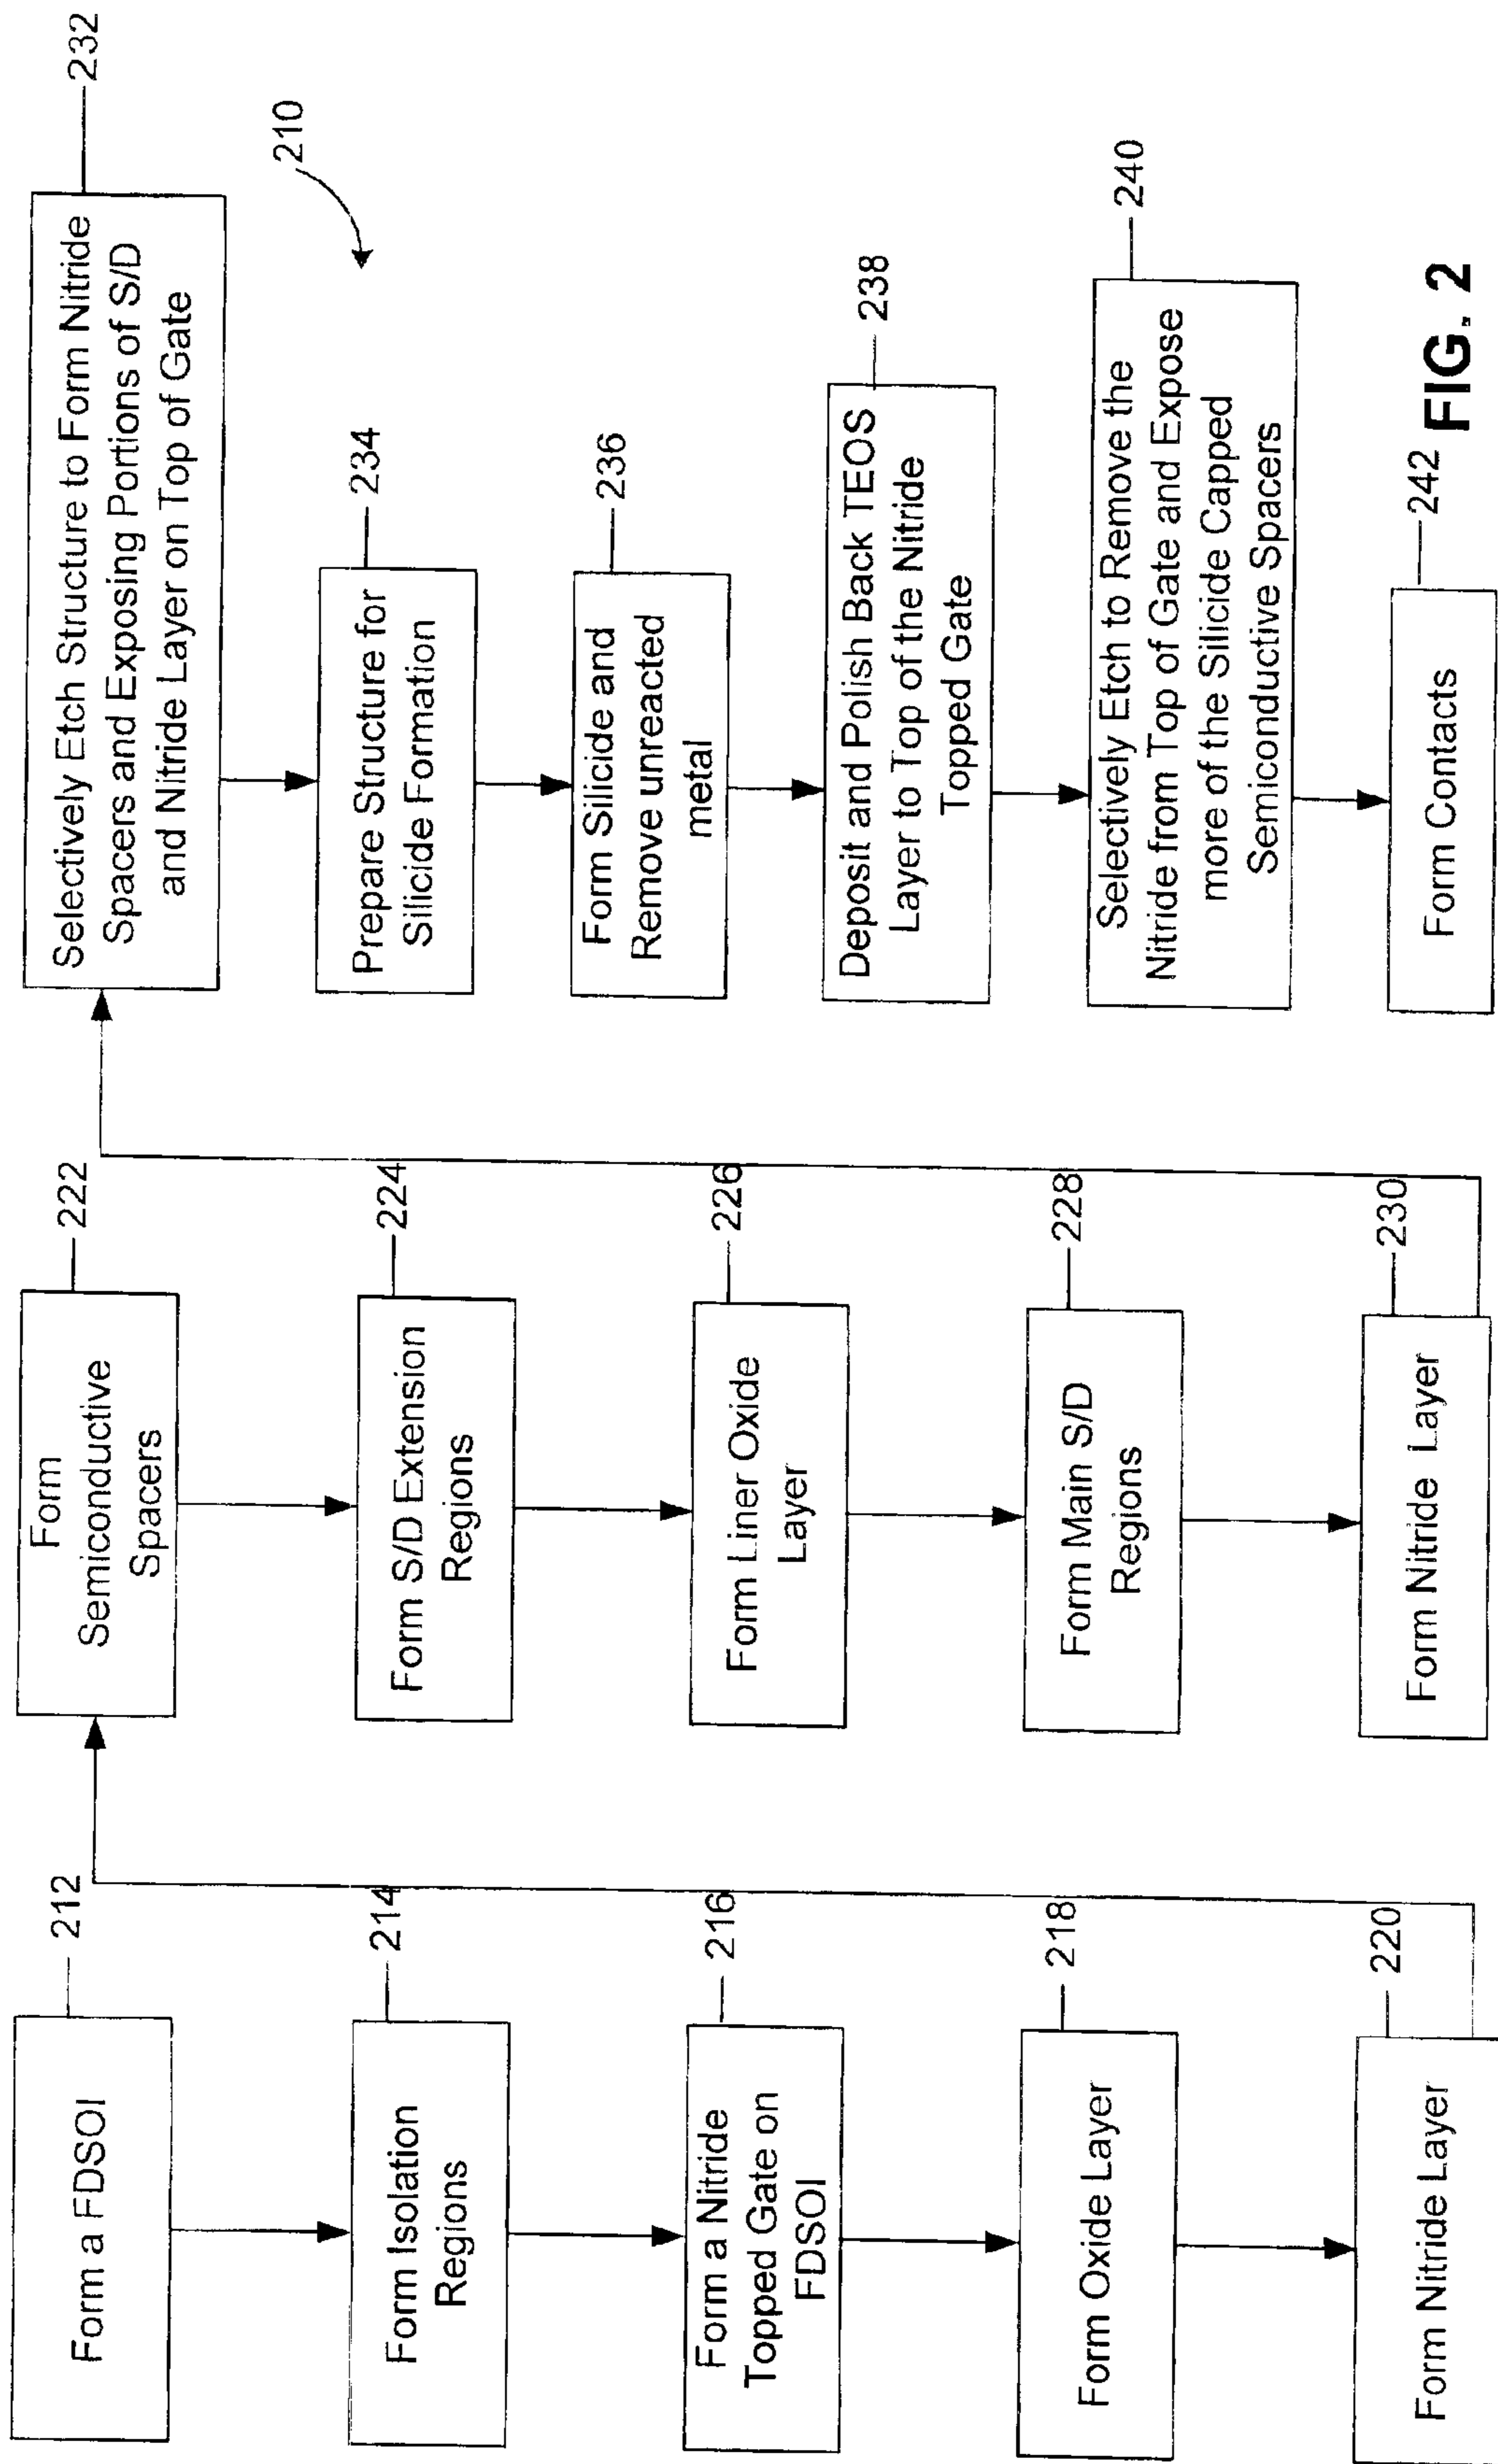 Form a FDSOI
212
Form Isolation
Regions
214
Form a Nitride
Topped Gate on
FDSOI
216
Form Oxide Layer
218
Form Nitride Layer
220
Form
Semiconductive
Spacers
222
Form S/D Extension
Regions
224
Form Liner Oxide
Layer
226
Form Main S/D
Regions
228
Form Nitride Layer
230
Selectively Etch Structure to Form Nitride
Spacers and Exposing Portions of S/D
and Nitride Layer on Top of Gate
232
210
Prepare Structure for
Silicide Formation
234
Form Silicide and
Remove unreacted
metal
236
Deposit and Polish Back TEOS
Layer to Top of the Nitride
Topped Gate
238
Selectively Etch to Remove the
Nitride from Top of Gate and Expose
more of the Silicide Capped
Semiconductive Spacers
240
Form Contacts
242
FIG. 2